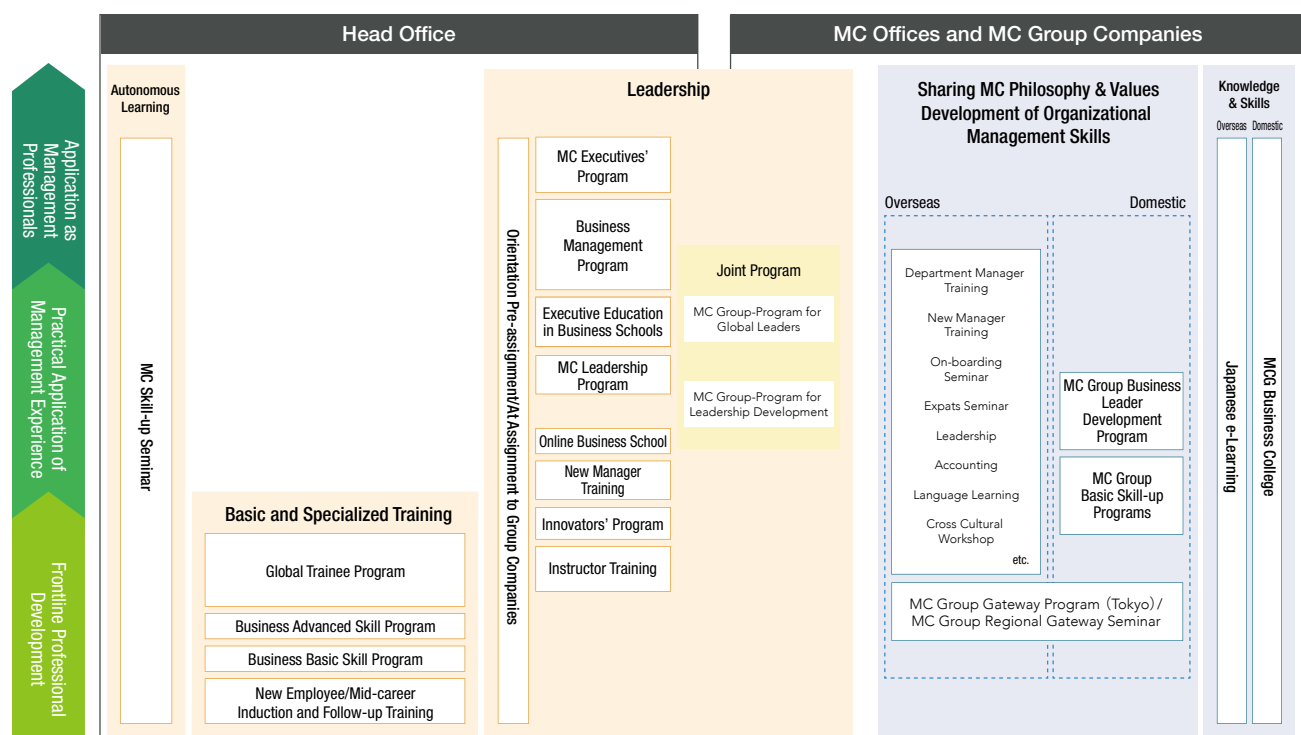 Head Office
MC Offices and MC Group Companies
Application as
Management
Professionals
Practical Application of
Management Experience
Frontline Professional
Development
Autonomous
Learning
MC Skill-up Seminar
Basic and Specialized Training
Global Trainee Program
Business Advanced Skill Program
Business Basic Skill Program
New Employee/Mid-career
Induction and Follow-up Training
Leadership
Orientation Pre-assignment/At Assignment to Group Companies
MC Executives’
Program
Business
Management
Program
Executive Education
in Business Schools
MC Leadership
Program
Online Business School
New Manager
Training
Innovators’ Program
Instructor Training
Joint Program
MC Group-Program for
Global Leaders
MC Group-Program for
Leadership Development
Sharing MC Philosophy & Values
Development of Organizational
Management Skills
Overseas
Domestic
Department Manager
Training
New Manager
Training
On-boarding
Seminar
Expats Seminar
Leadership
Accounting
Language Learning
Cross Cultural
Workshop
etc.
MC Group Business
Leader
Development
Program
MC Group
Basic Skill-up
Programs
MC Group Gateway Program（Tokyo）/
MC Group Regional Gateway Seminar
Knowledge
& Skills
Overseas
Domestic
Japanese e-Learning
MCG Business College